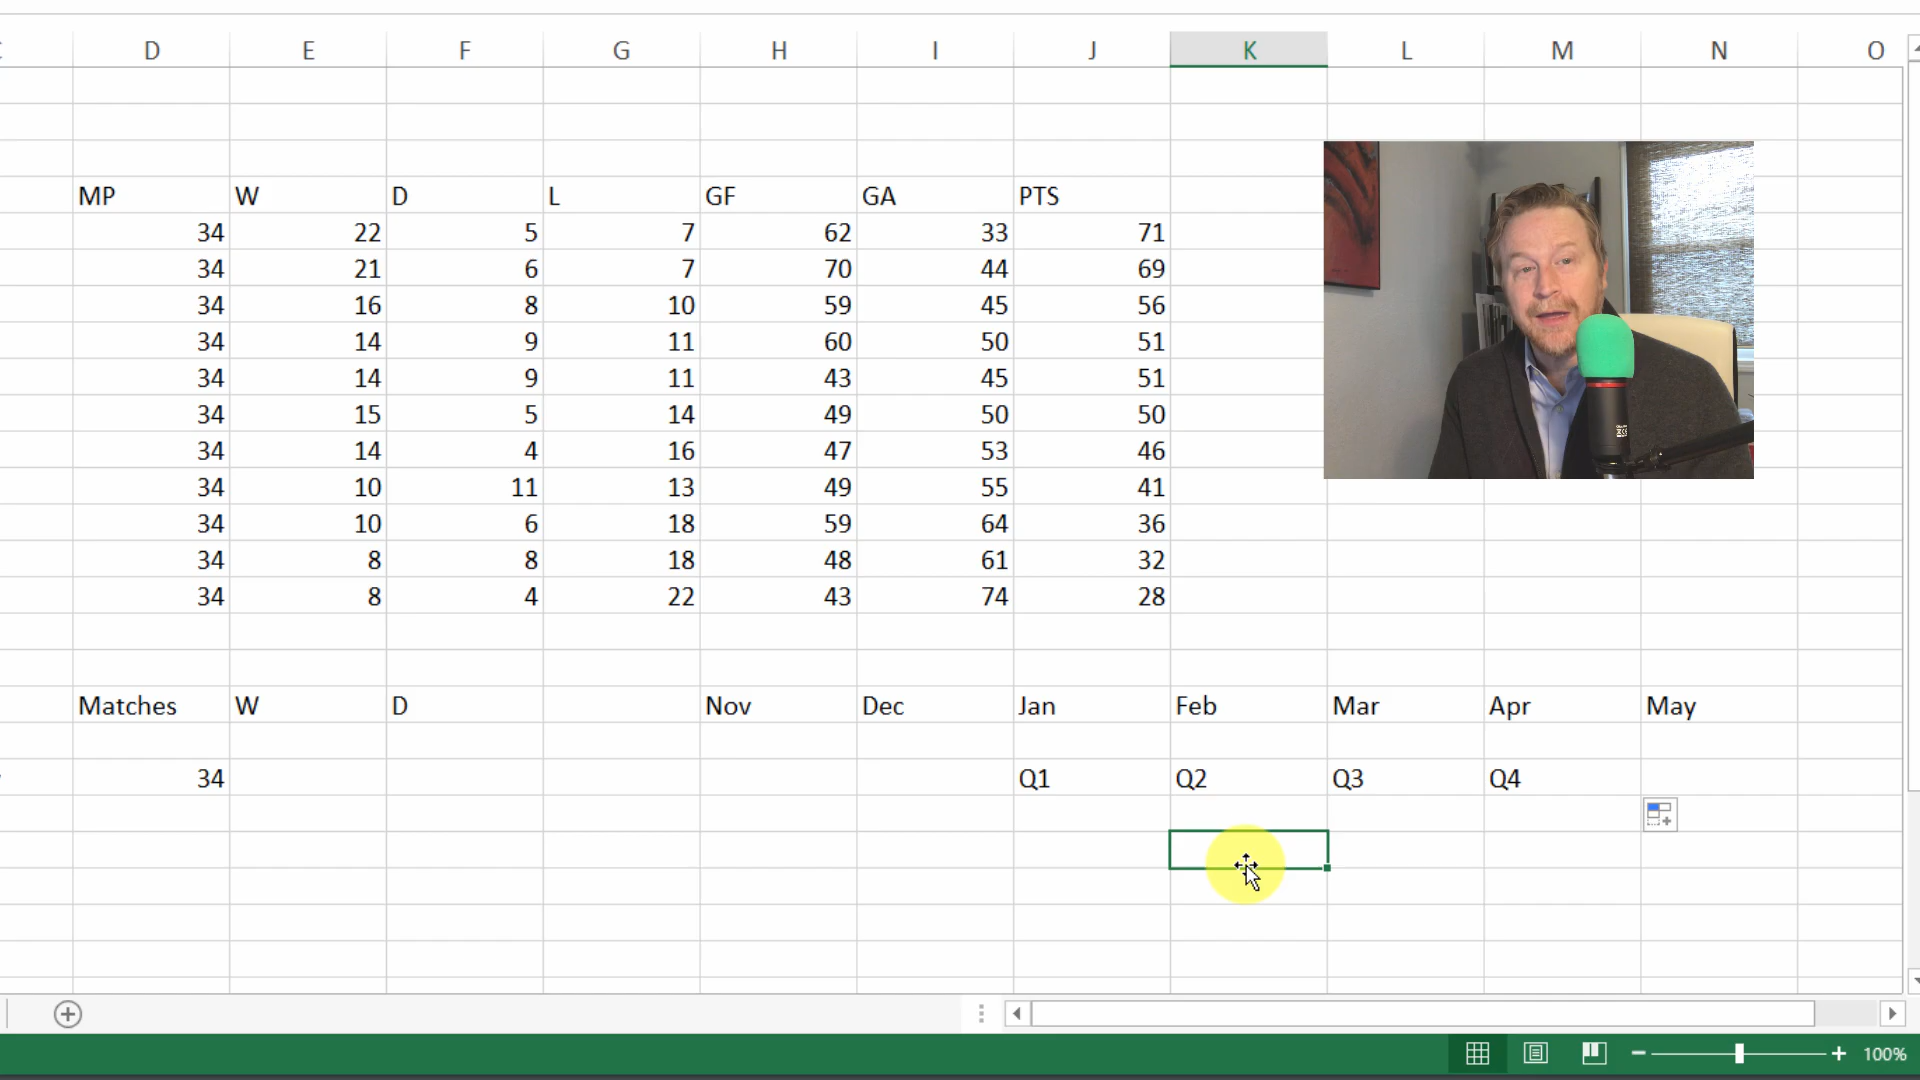 D E F G H I J K L M N O
MP W D L GF GA PTS
34 22 5 7 62 33 71
34 21 6 7 70 44 69
34 16 8 10 59 45 56
34 14 9 11 60 50 51
34 14 9 11 43 45 51
34 15 5 14 49 50 50
34 14 4 16 47 53 46
34 10 11 13 49 55 41
34 10 6 18 59 64 36
34 8 8 18 48 61 32
34 8 4 22 43 74 28
Matches W D Nov Dec Jan Feb Mar Apr May
34 Q1 Q2 Q3 Q4
100%